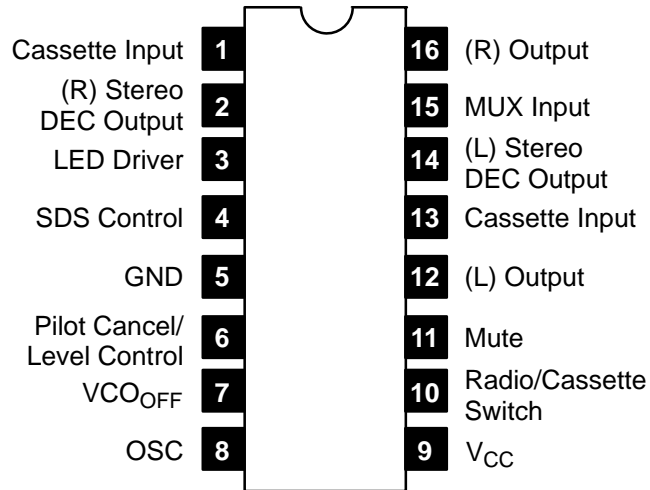 Cassette Input 1
(R) Stereo
DEC Output 2
LED Driver 3
SDS Control 4
GND 5
Pilot Cancel/
Level Control 6
VCO_OFF 7
OSC 8
16 (R) Output
15 MUX Input
14 (L) Stereo
DEC Output
13 Cassette Input
12 (L) Output
11 Mute
10 Radio/Cassette
Switch
9 V_CC